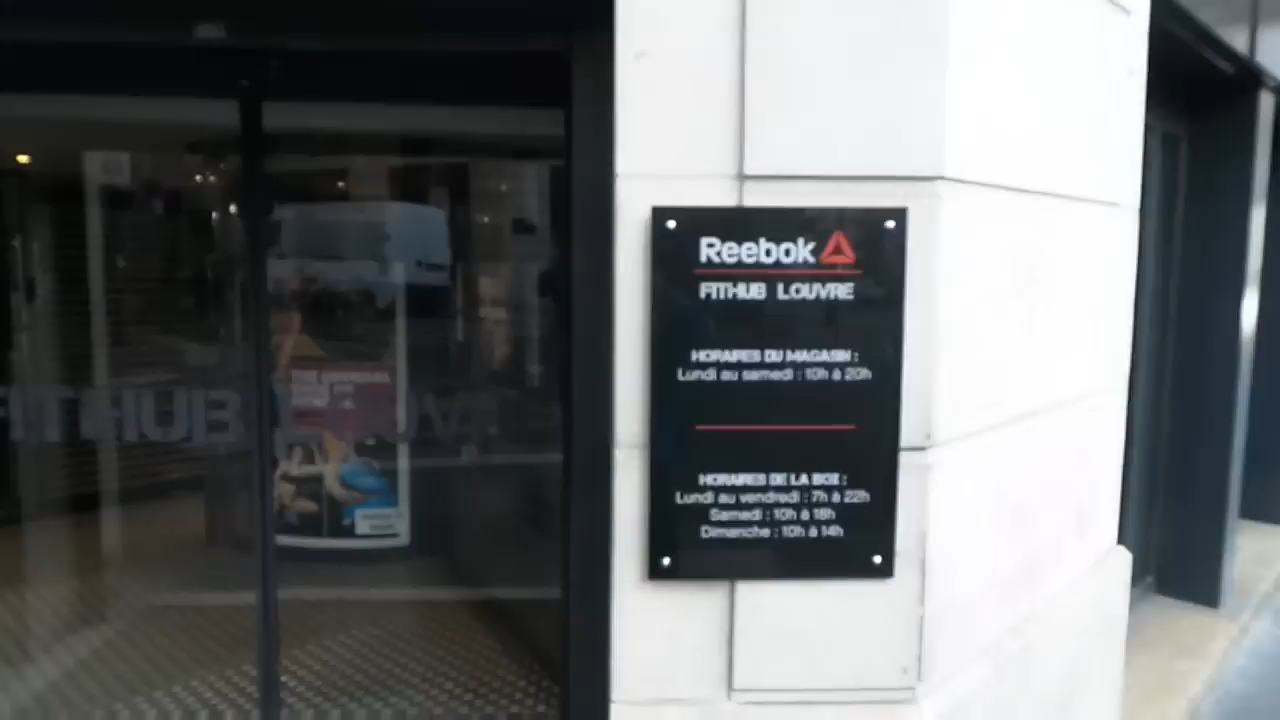 Reebok
FITHUB LOUVRE
HORAIRES DU MAGASIN :
Lundi au samedi : 10h à 20h
HORAIRES DE LA BOX :
Lundi au vendredi : 7h à 22h
Samedi : 10h à 18h
Dimanche : 10h à 14h
FITHUB